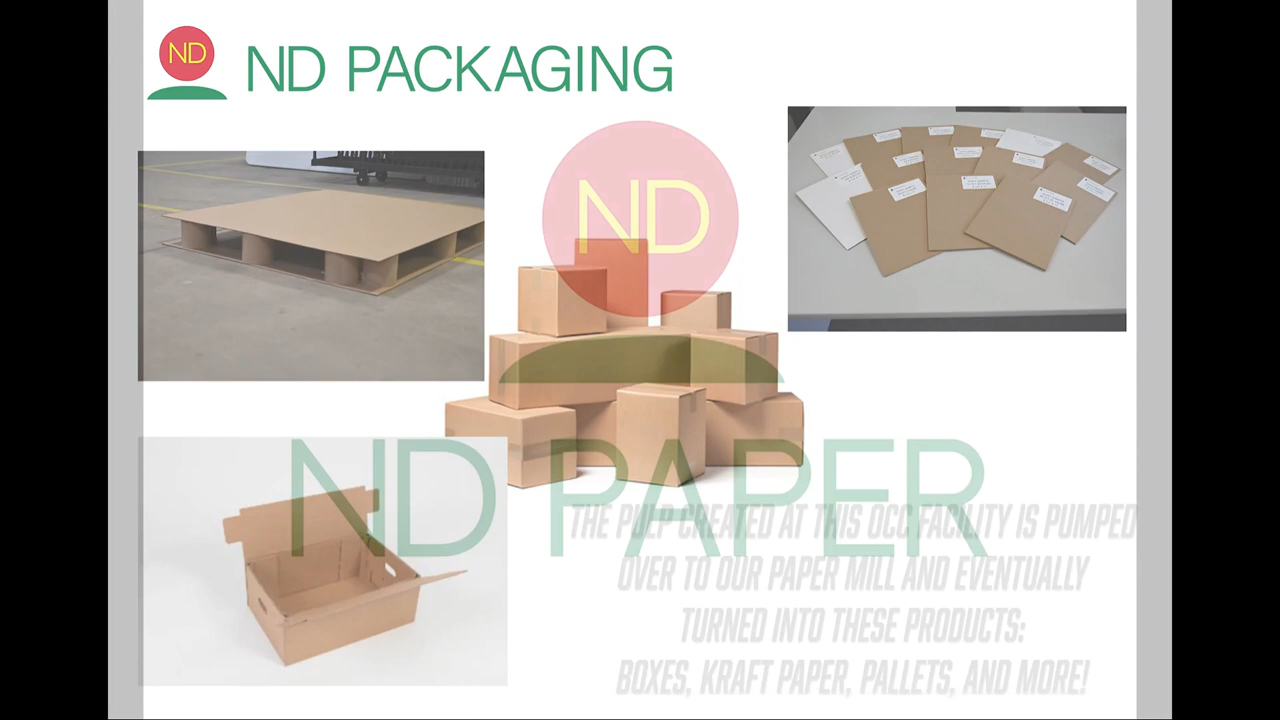 ND
ND PACKAGING
ND
ND PAPER
THE PULP CREATED AT THIS OCC FACILITY IS PUMPED
OVER TO OUR PAPER MILL AND EVENTUALLY
TURNED INTO THESE PRODUCTS:
BOXES, KRAFT PAPER, PALLETS, AND MORE!